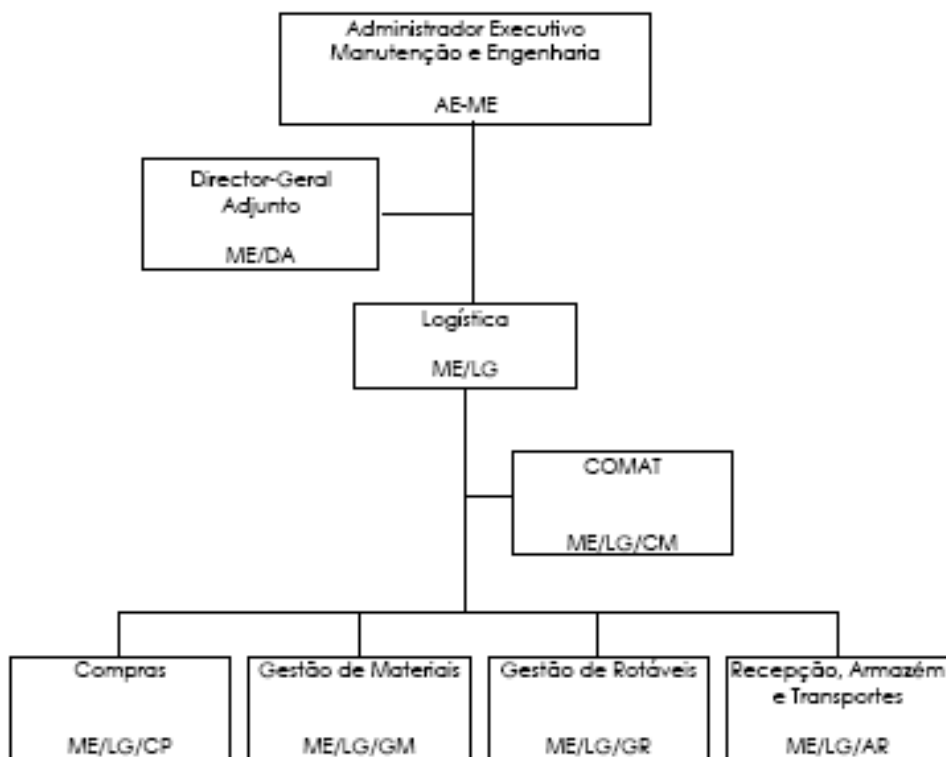 Administrador Executivo
Manutenção e Engenharia
AE-ME
Director-Geral
Adjunto
ME/DA
Logística
ME/LG
COMAT
ME/LG/CM
Compras
ME/LG/CP
Gestão de Materiais
ME/LG/GM
Gestão de Rotáveis
ME/LG/GR
Recepção, Armazém
e Transportes
ME/LG/AR